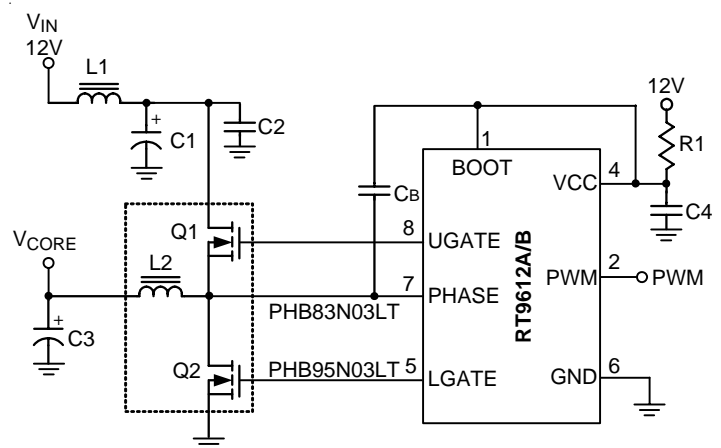 VIN
12V
L1
C1
C2
12V
R1
1
BOOT
4
VCC
C4
CB
Q1
8
UGATE
VCORE
L2
7
PHASE
PHB83N03LT
RT9612A/B
2
PWM
PWM
C3
Q2
PHB95N03LT
5
LGATE
6
GND